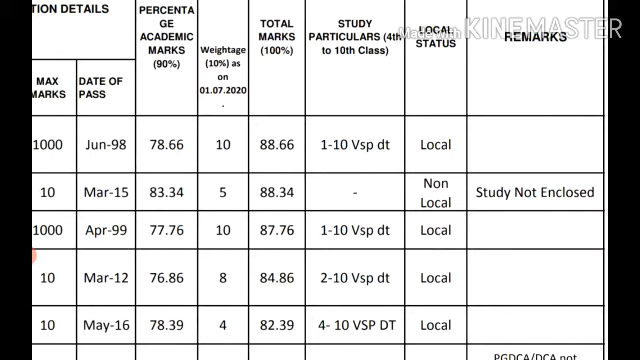 TION DETAILS
MAX MARKS
DATE OF PASS
PERCENTA GE ACADEMIC MARKS (90%)
Weightage (10%) as on 01.07.2020 .
TOTAL MARKS (100%)
STUDY PARTICULARS (4th to 10th Class)
LOCAL STATUS
REMARKS
Made with KINEMASTER
1000 Jun-98 78.66 10 88.66 1-10 Vsp dt Local
10 Mar-15 83.34 5 88.34 - Non Local Study Not Enclosed
1000 Apr-99 77.76 10 87.76 1-10 Vsp dt Local
10 Mar-12 76.86 8 84.86 2-10 Vsp dt Local
10 May-16 78.39 4 82.39 4- 10 VSP DT Local
PGDCA/DCA not